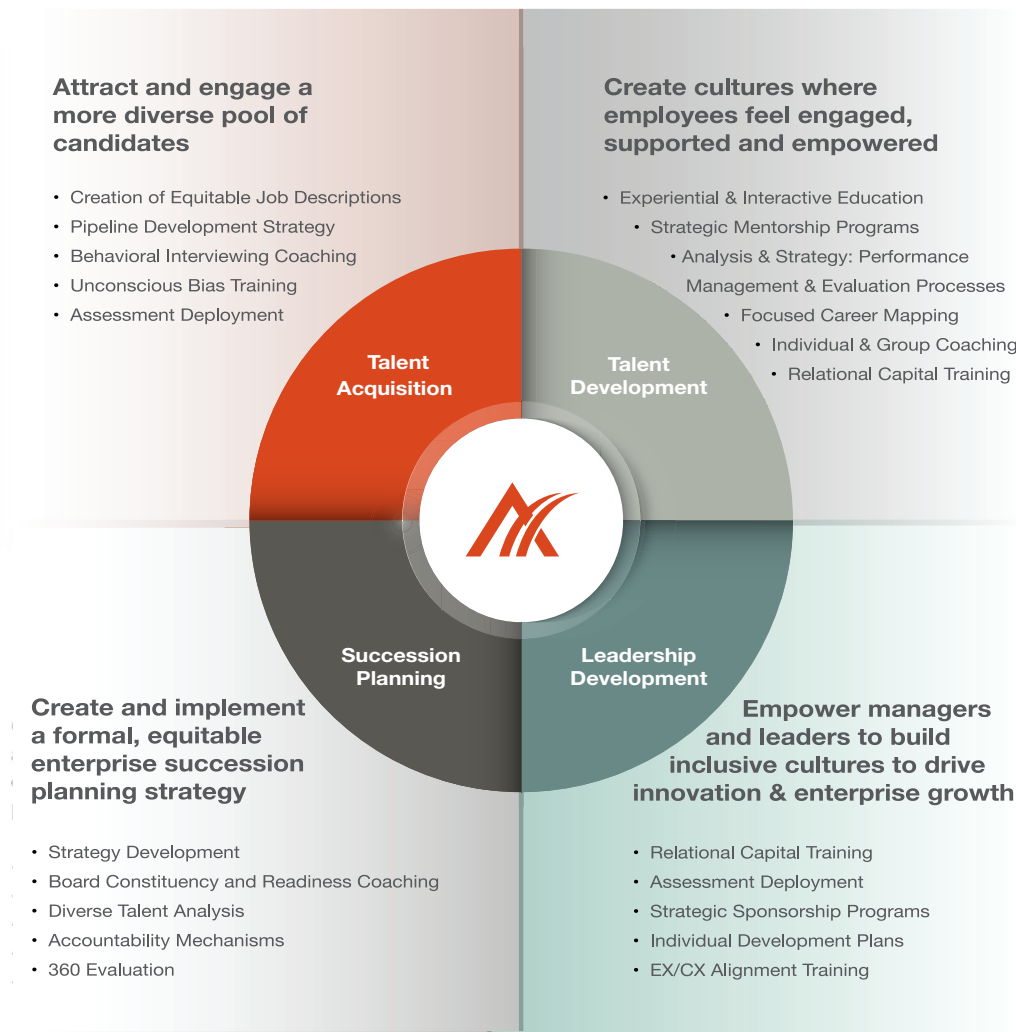 Attract and engage a
more diverse pool of
candidates
• Creation of Equitable Job Descriptions
• Pipeline Development Strategy
• Behavioral Interviewing Coaching
• Unconscious Bias Training
• Assessment Deployment
Create cultures where
employees feel engaged,
supported and empowered
• Experiential & Interactive Education
• Strategic Mentorship Programs
• Analysis & Strategy: Performance
Management & Evaluation Processes
• Focused Career Mapping
• Individual & Group Coaching
• Relational Capital Training
Talent
Acquisition
Talent
Development
Succession
Planning
Leadership
Development
Create and implement
a formal, equitable
enterprise succession
planning strategy
• Strategy Development
• Board Constituency and Readiness Coaching
• Diverse Talent Analysis
• Accountability Mechanisms
• 360 Evaluation
Empower managers
and leaders to build
inclusive cultures to drive
innovation & enterprise growth
• Relational Capital Training
• Assessment Deployment
• Strategic Sponsorship Programs
• Individual Development Plans
• EX/CX Alignment Training